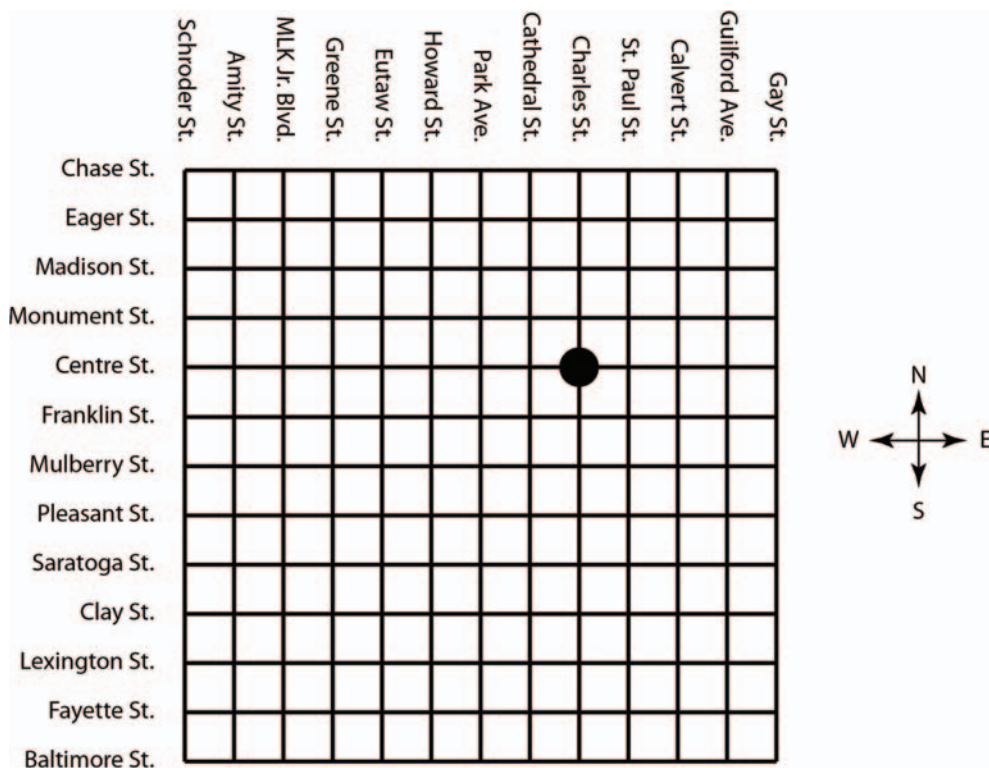 Schroder St.
Amity St.
MLK Jr. Blvd.
Greene St.
Eutaw St.
Howard St.
Park Ave.
Cathedral St.
Charles St.
St. Paul St.
Calvert St.
Guilford Ave.
Gay St.
Chase St.
Eager St.
Madison St.
Monument St.
Centre St.
Franklin St.
Mulberry St.
Pleasant St.
Saratoga St.
Clay St.
Lexington St.
Fayette St.
Baltimore St.
N
W E
S